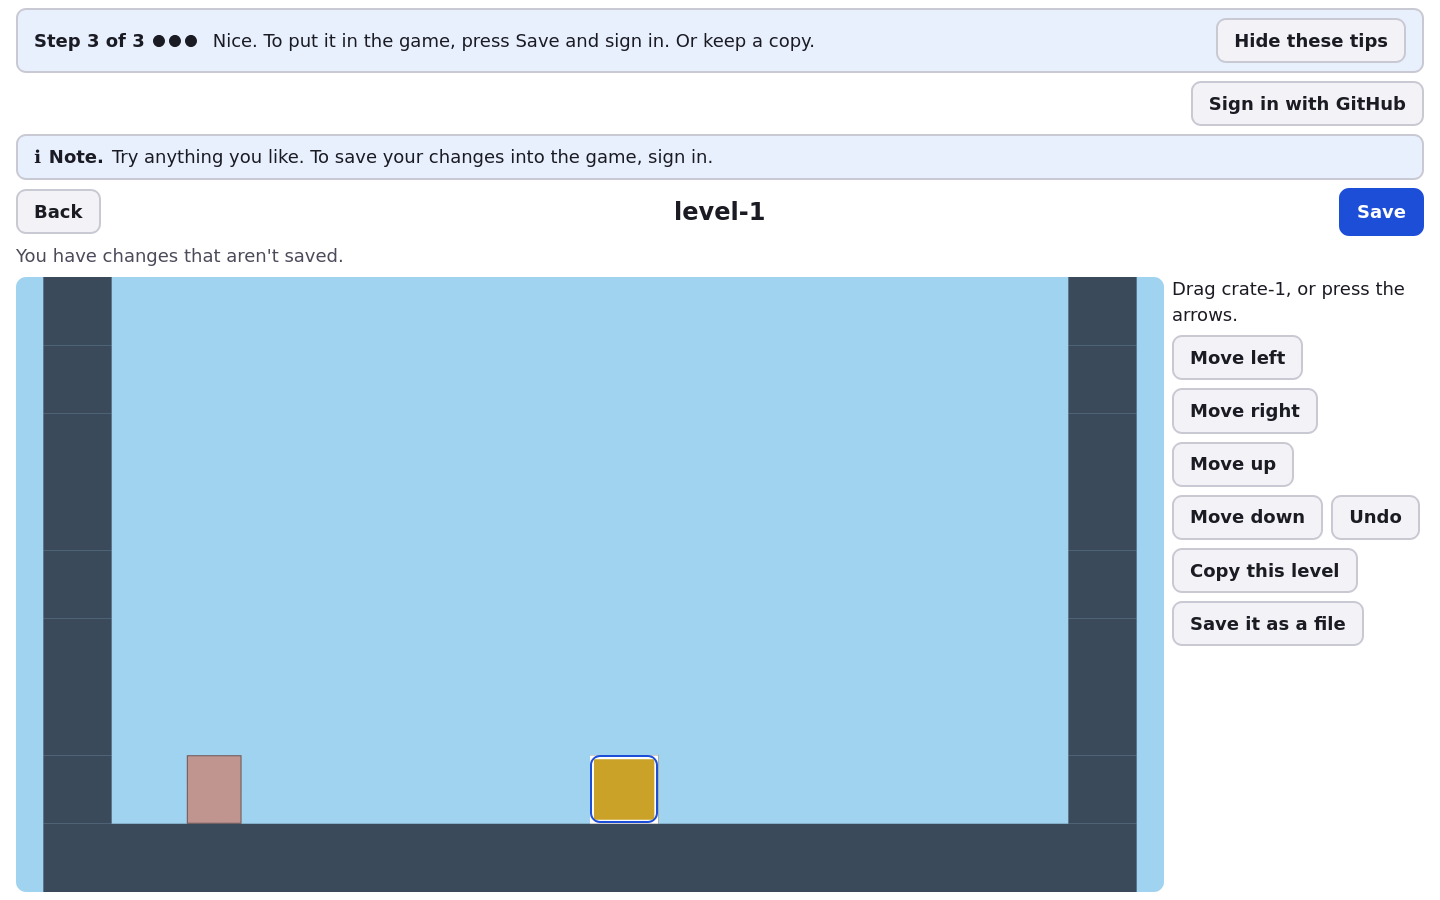 Step 3 of 3 ●●● Nice. To put it in the game, press Save and sign in. Or keep a copy.
Hide these tips
Sign in with GitHub
ℹ Note. Try anything you like. To save your changes into the game, sign in.
Back
level-1
Save
You have changes that aren't saved.
Drag crate-1, or press the
arrows.
Move left
Move right
Move up
Move down
Undo
Copy this level
Save it as a file